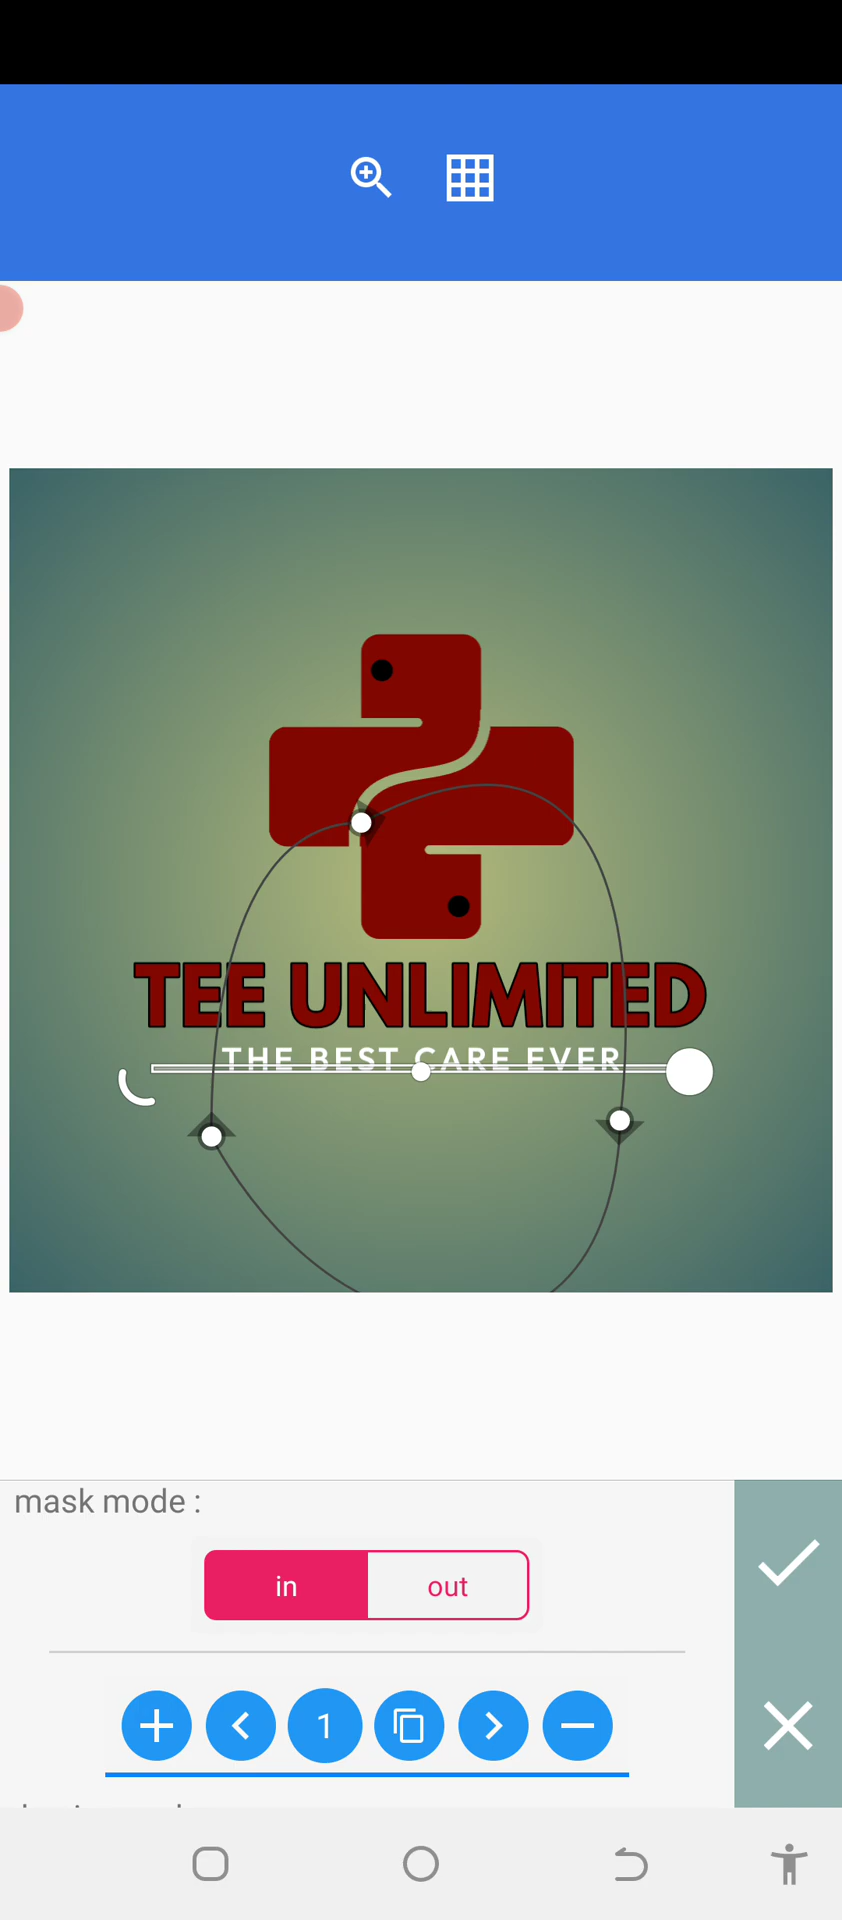 TEE UNLIMITED
THE BEST CARE EVER
mask mode :
in
out
1